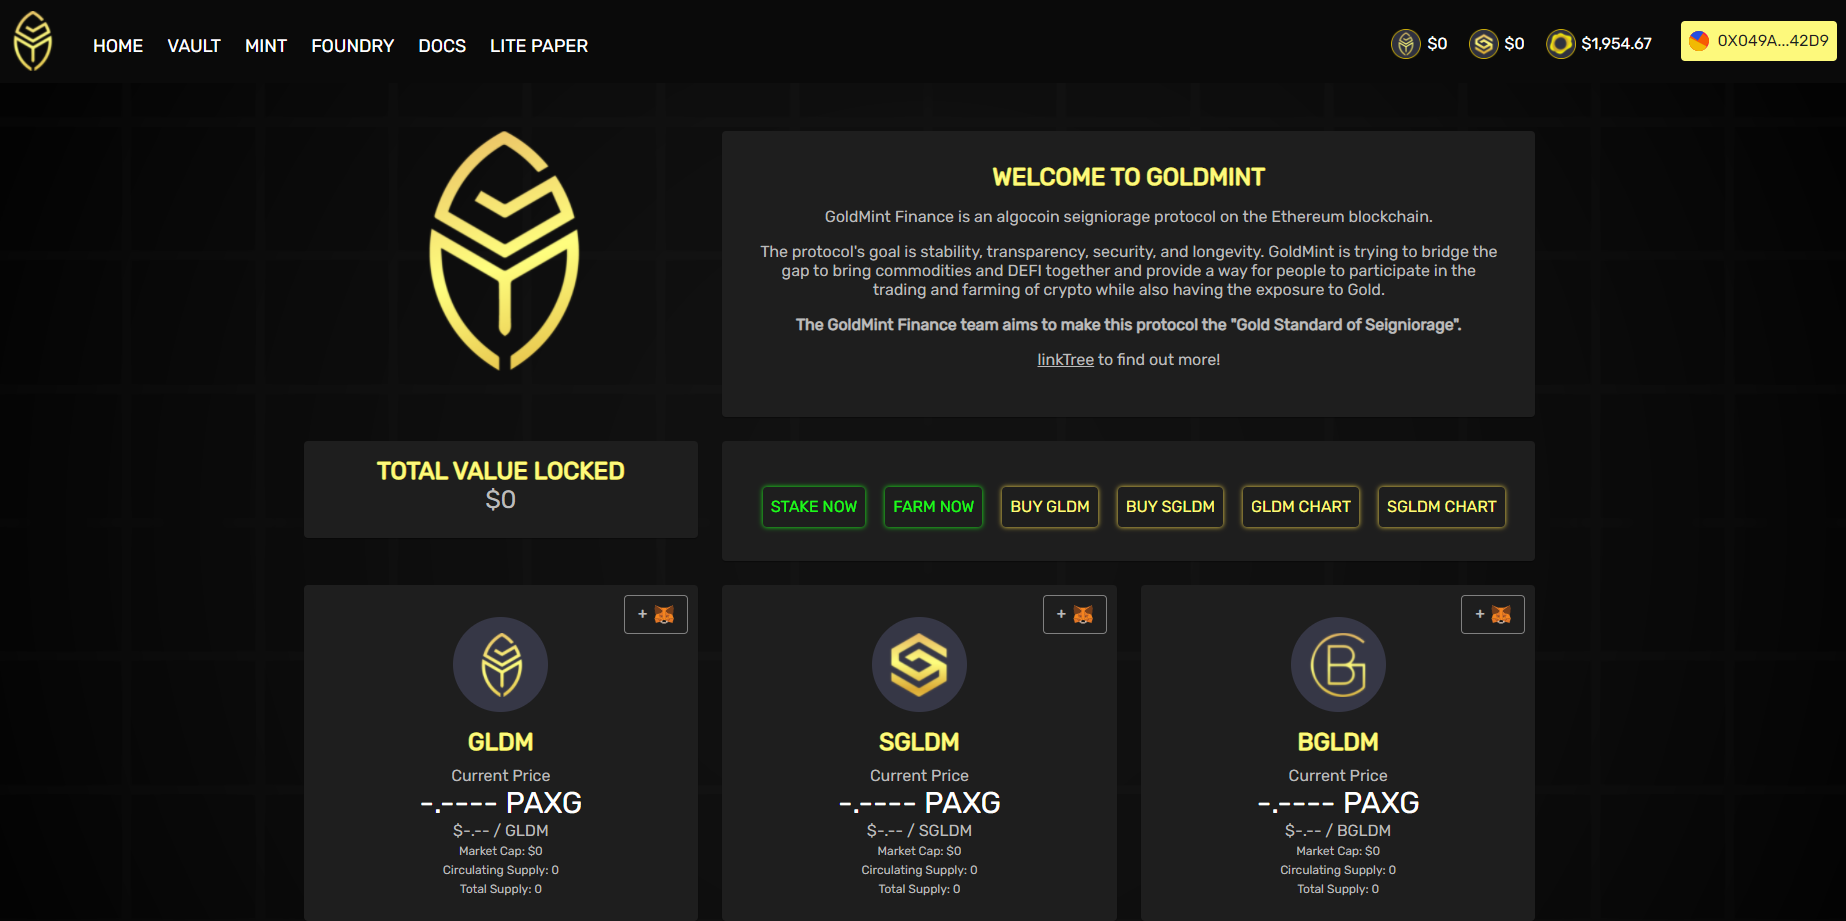 HOME VAULT MINT FOUNDRY DOCS LITE PAPER $0 $0 $1,954.67 0X049A...42D9
WELCOME TO GOLDMINT
GoldMint Finance is an algocoin seigniorage protocol on the Ethereum blockchain.
The protocol's goal is stability, transparency, security, and longevity. GoldMint is trying to bridge the
gap to bring commodities and DEFI together and provide a way for people to participate in the
trading and farming of crypto while also having the exposure to Gold.
The GoldMint Finance team aims to make this protocol the "Gold Standard of Seigniorage".
linkTree to find out more!
TOTAL VALUE LOCKED
$0
STAKE NOW FARM NOW BUY GLDM BUY SGLDM GLDM CHART SGLDM CHART
+
GLDM
Current Price
-.---- PAXG
$-.-- / GLDM
Market Cap: $0
Circulating Supply: 0
Total Supply: 0
+
SGLDM
Current Price
-.---- PAXG
$-.-- / SGLDM
Market Cap: $0
Circulating Supply: 0
Total Supply: 0
+
BGLDM
Current Price
-.---- PAXG
$-.-- / BGLDM
Market Cap: $0
Circulating Supply: 0
Total Supply: 0